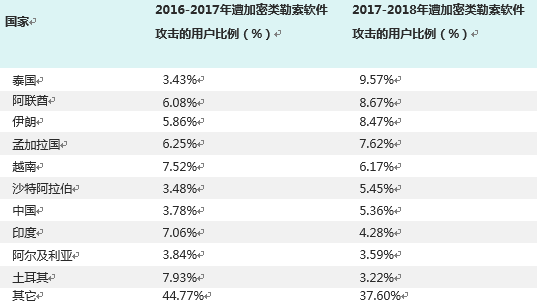 国家 2016-2017年遭加密类勒索软件攻击的用户比例（%） 2017-2018年遭加密类勒索软件攻击的用户比例（%）
泰国 3.43% 9.57%
阿联酋 6.08% 8.67%
伊朗 5.86% 8.47%
孟加拉国 6.25% 7.62%
越南 7.52% 6.17%
沙特阿拉伯 3.48% 5.45%
中国 3.78% 5.36%
印度 7.06% 4.28%
阿尔及利亚 3.84% 3.59%
土耳其 7.93% 3.22%
其它 44.77% 37.60%